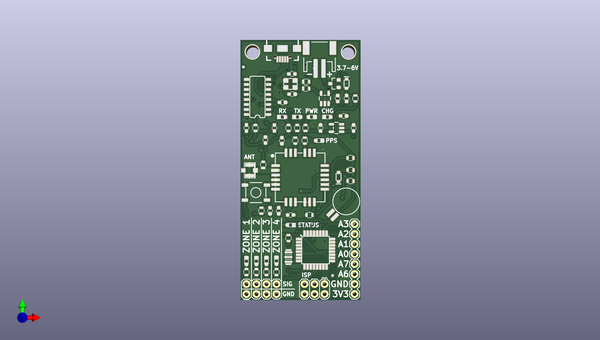 3.7-6V
RX TX PWR CHG
PPS
ANT
ZONE 1
ZONE 2
ZONE 3
ZONE 4
STATUS
A3
A2
A1
A0
A7
A6
ISP
SIG
GND
GND
3V3